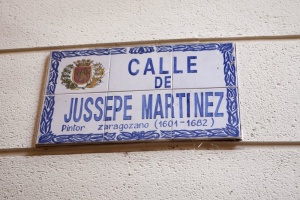 CALLE
DE
JUSSEPE MARTINEZ
Pintor zaragozano (1601-1682)